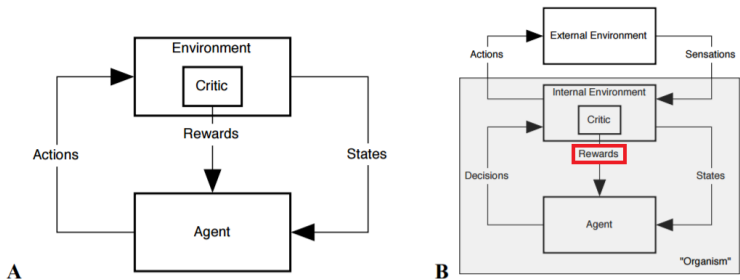 Environment
Critic
Rewards
Actions
States
Agent
A
External Environment
Actions
Sensations
Internal Environment
Critic
Rewards
Decisions
States
Agent
"Organism"
B